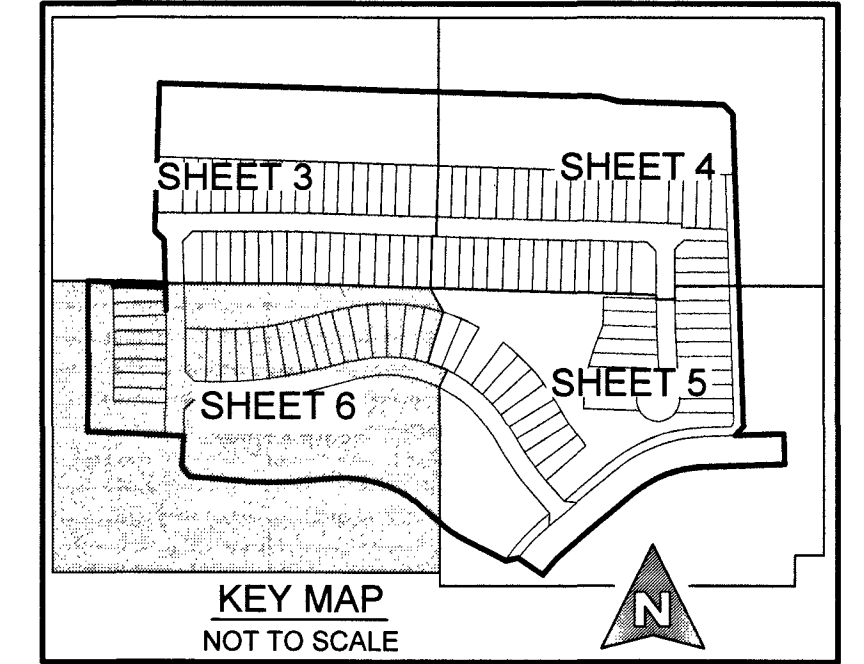 SHEET 3
SHEET 4
SHEET 5
SHEET 6
KEY MAP
NOT TO SCALE
N